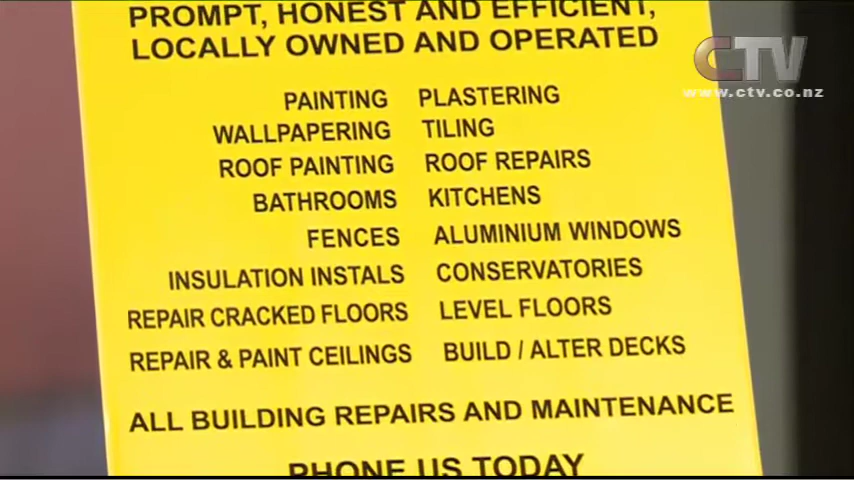 PROMPT, HONEST AND EFFICIENT,
LOCALLY OWNED AND OPERATED
CTV
www.ctv.co.nz
PAINTING PLASTERING
WALLPAPERING TILING
ROOF PAINTING ROOF REPAIRS
BATHROOMS KITCHENS
FENCES ALUMINIUM WINDOWS
INSULATION INSTALS CONSERVATORIES
REPAIR CRACKED FLOORS LEVEL FLOORS
REPAIR & PAINT CEILINGS BUILD / ALTER DECKS
ALL BUILDING REPAIRS AND MAINTENANCE
PHONE US TODAY